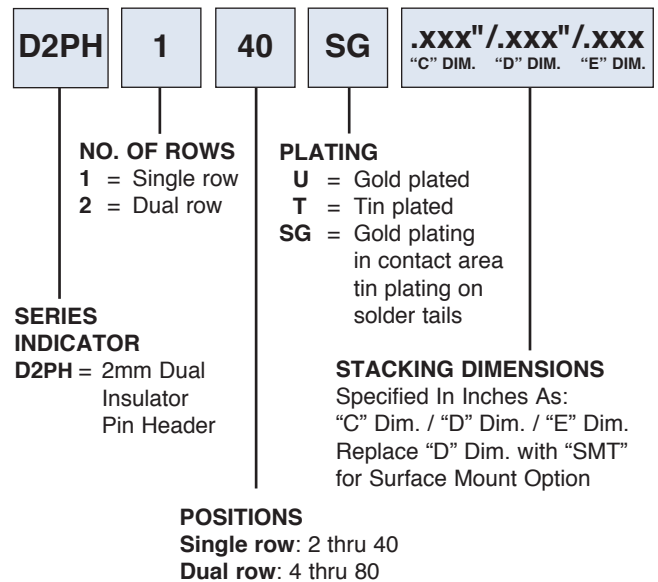 D2PH 1 40 SG .xxx"/.xxx"/.xxx
“C” DIM. “D” DIM. “E” DIM.
NO. OF ROWS
1 = Single row
2 = Dual row
PLATING
U = Gold plated
T = Tin plated
SG = Gold plating
in contact area
tin plating on
solder tails
SERIES
INDICATOR
D2PH = 2mm Dual
Insulator
Pin Header
STACKING DIMENSIONS
Specified In Inches As:
“C” Dim. / “D” Dim. / “E” Dim.
Replace “D” Dim. with “SMT”
for Surface Mount Option
POSITIONS
Single row: 2 thru 40
Dual row: 4 thru 80